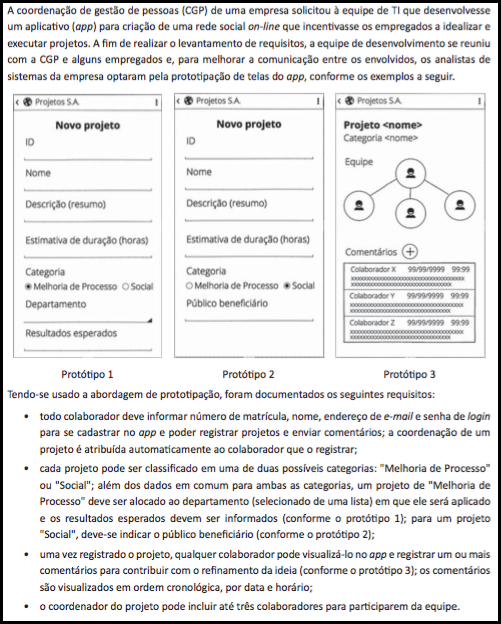 A coordenação de gestão de pessoas (CGP) de uma empresa solicitou à equipe de TI que desenvolvesse
um aplicativo (app) para criação de uma rede social on-line que incentivasse os empregados a idealizar e
executar projetos. A fim de realizar o levantamento de requisitos, a equipe de desenvolvimento se reuniu
com a CGP e alguns empregados e, para melhorar a comunicação entre os envolvidos, os analistas de
sistemas da empresa optaram pela prototipação de telas do app, conforme os exemplos a seguir.
< Projetos S.A.
Novo projeto
ID
Nome
Descrição (resumo)
Estimativa de duração (horas)
Categoria
Melhoria de Processo Social
Departamento
Resultados esperados
Protótipo 1
< Projetos S.A.
Novo projeto
ID
Nome
Descrição (resumo)
Estimativa de duração (horas)
Categoria
Melhoria de Processo Social
Público beneficiário
Protótipo 2
< Projetos S.A.
Projeto <nome>
Categoria <nome>
Equipe
Comentários +
Colaborador X 99/99/9999 99:99
Colaborador Y 99/99/9999 99:99
Colaborador Z 99/99/9999 99:99
Protótipo 3
Tendo-se usado a abordagem de prototipação, foram documentados os seguintes requisitos:
• todo colaborador deve informar número de matrícula, nome, endereço de e-mail e senha de login
para se cadastrar no app e poder registrar projetos e enviar comentários; a coordenação de um
projeto é atribuída automaticamente ao colaborador que o registrar;
• cada projeto pode ser classificado em uma de duas possíveis categorias: "Melhoria de Processo"
ou "Social"; além dos dados em comum para ambas as categorias, um projeto de "Melhoria de
Processo" deve ser alocado ao departamento (selecionado de uma lista) em que ele será aplicado
e os resultados esperados devem ser informados (conforme o protótipo 1); para um projeto
"Social", deve-se indicar o público beneficiário (conforme o protótipo 2);
• uma vez registrado o projeto, qualquer colaborador pode visualizá-lo no app e registrar um ou mais
comentários para contribuir com o refinamento da ideia (conforme o protótipo 3); os comentários
são visualizados em ordem cronológica, por data e horário;
• o coordenador do projeto pode incluir até três colaboradores para participarem da equipe.